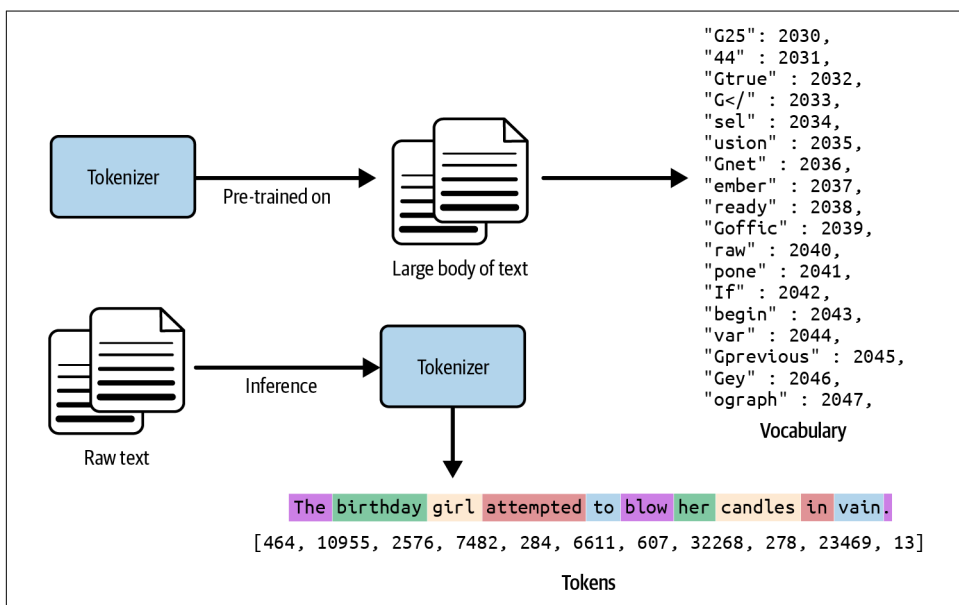 "G25": 2030,
"44" : 2031,
"Gtrue" : 2032,
"G</" : 2033,
"sel" : 2034,
"usion" : 2035,
"Gnet" : 2036,
"ember" : 2037,
"ready" : 2038,
"Goffic" : 2039,
"raw" : 2040,
"pone" : 2041,
"If" : 2042,
"begin" : 2043,
"var" : 2044,
"Gprevious" : 2045,
"Gey" : 2046,
"ograph" : 2047,
Vocabulary
Tokenizer
Pre-trained on
Large body of text
Raw text
Inference
Tokenizer
The birthday girl attempted to blow her candles in vain.
[464, 10955, 2576, 7482, 284, 6611, 607, 32268, 278, 23469, 13]
Tokens